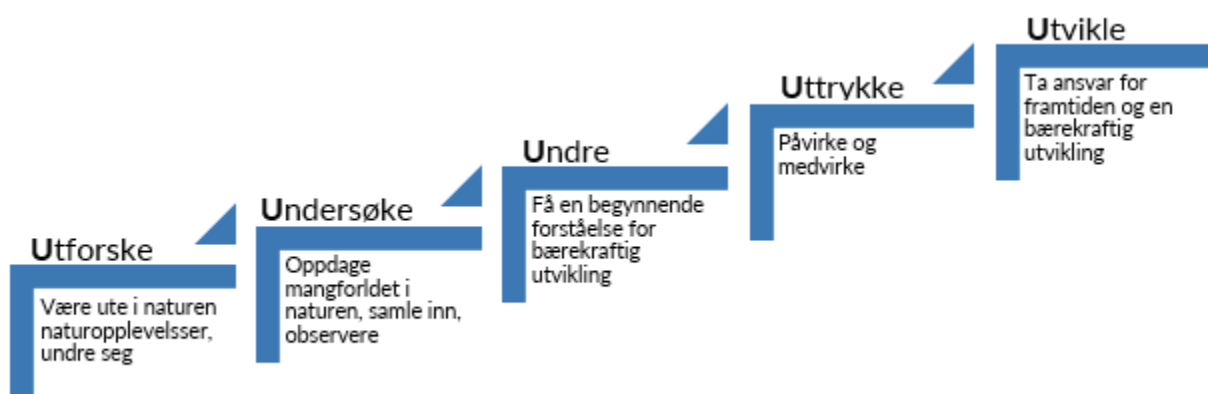 Utforske
Være ute i naturen
naturopplevelsser,
undre seg
Undersøke
Oppdage
mangforldet i
naturen, samle inn,
observere
Undre
Få en begynnende
forståelse for
bærekraftig
utvikling
Uttrykke
Påvirke og
medvirke
Utvikle
Ta ansvar for
framtiden og en
bærekraftig
utvikling